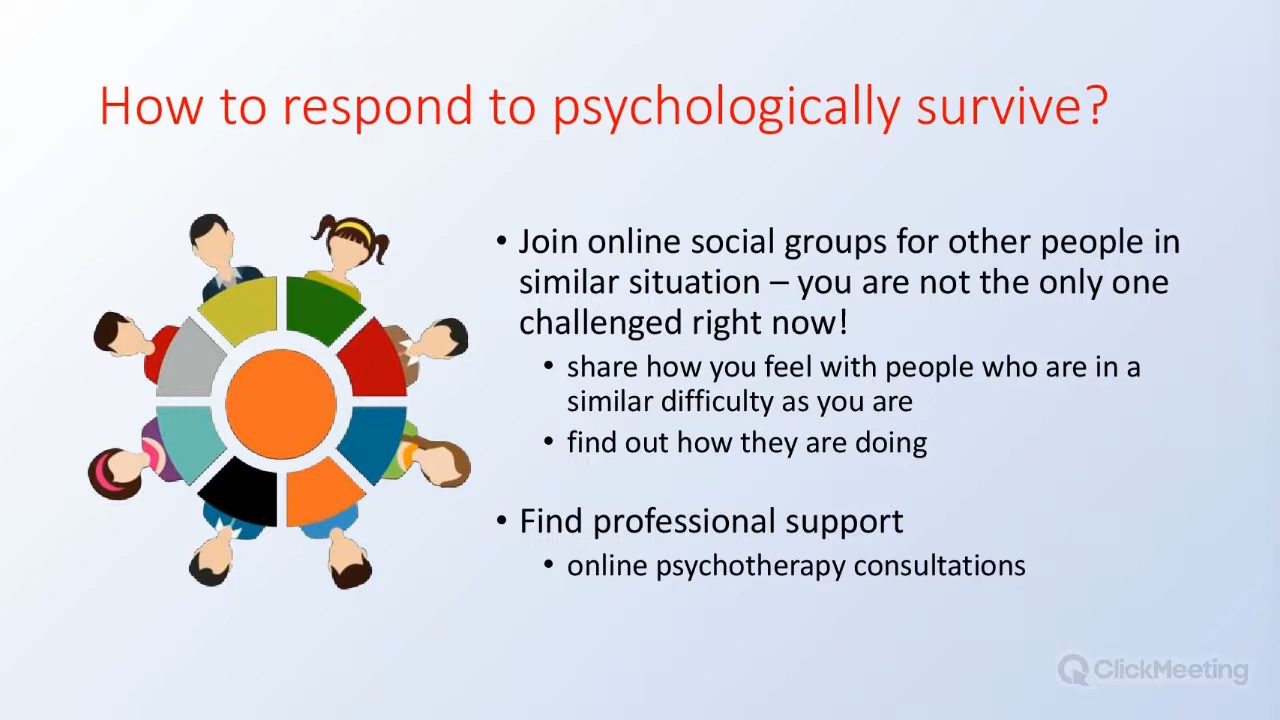 How to respond to psychologically survive?
• Join online social groups for other people in
similar situation – you are not the only one
challenged right now!
• share how you feel with people who are in a
similar difficulty as you are
• find out how they are doing
• Find professional support
• online psychotherapy consultations
ClickMeeting